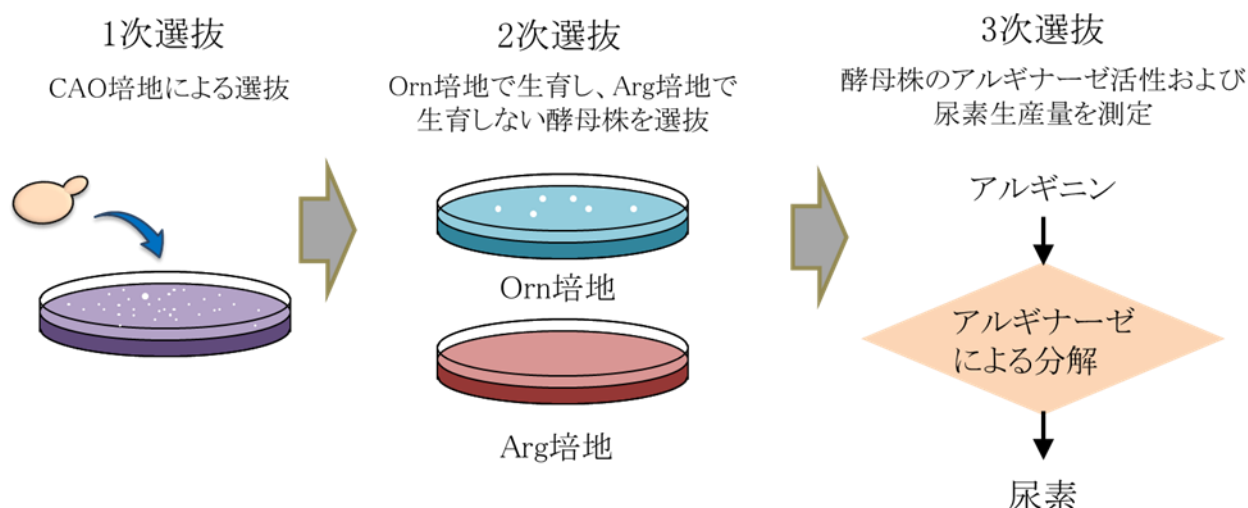 1次選抜
CAO培地による選抜
2次選抜
Orn培地で生育し、Arg培地で
生育しない酵母株を選抜
Orn培地
Arg培地
3次選抜
酵母株のアルギナーゼ活性および
尿素生産量を測定
アルギニン
アルギナーゼ
による分解
尿素